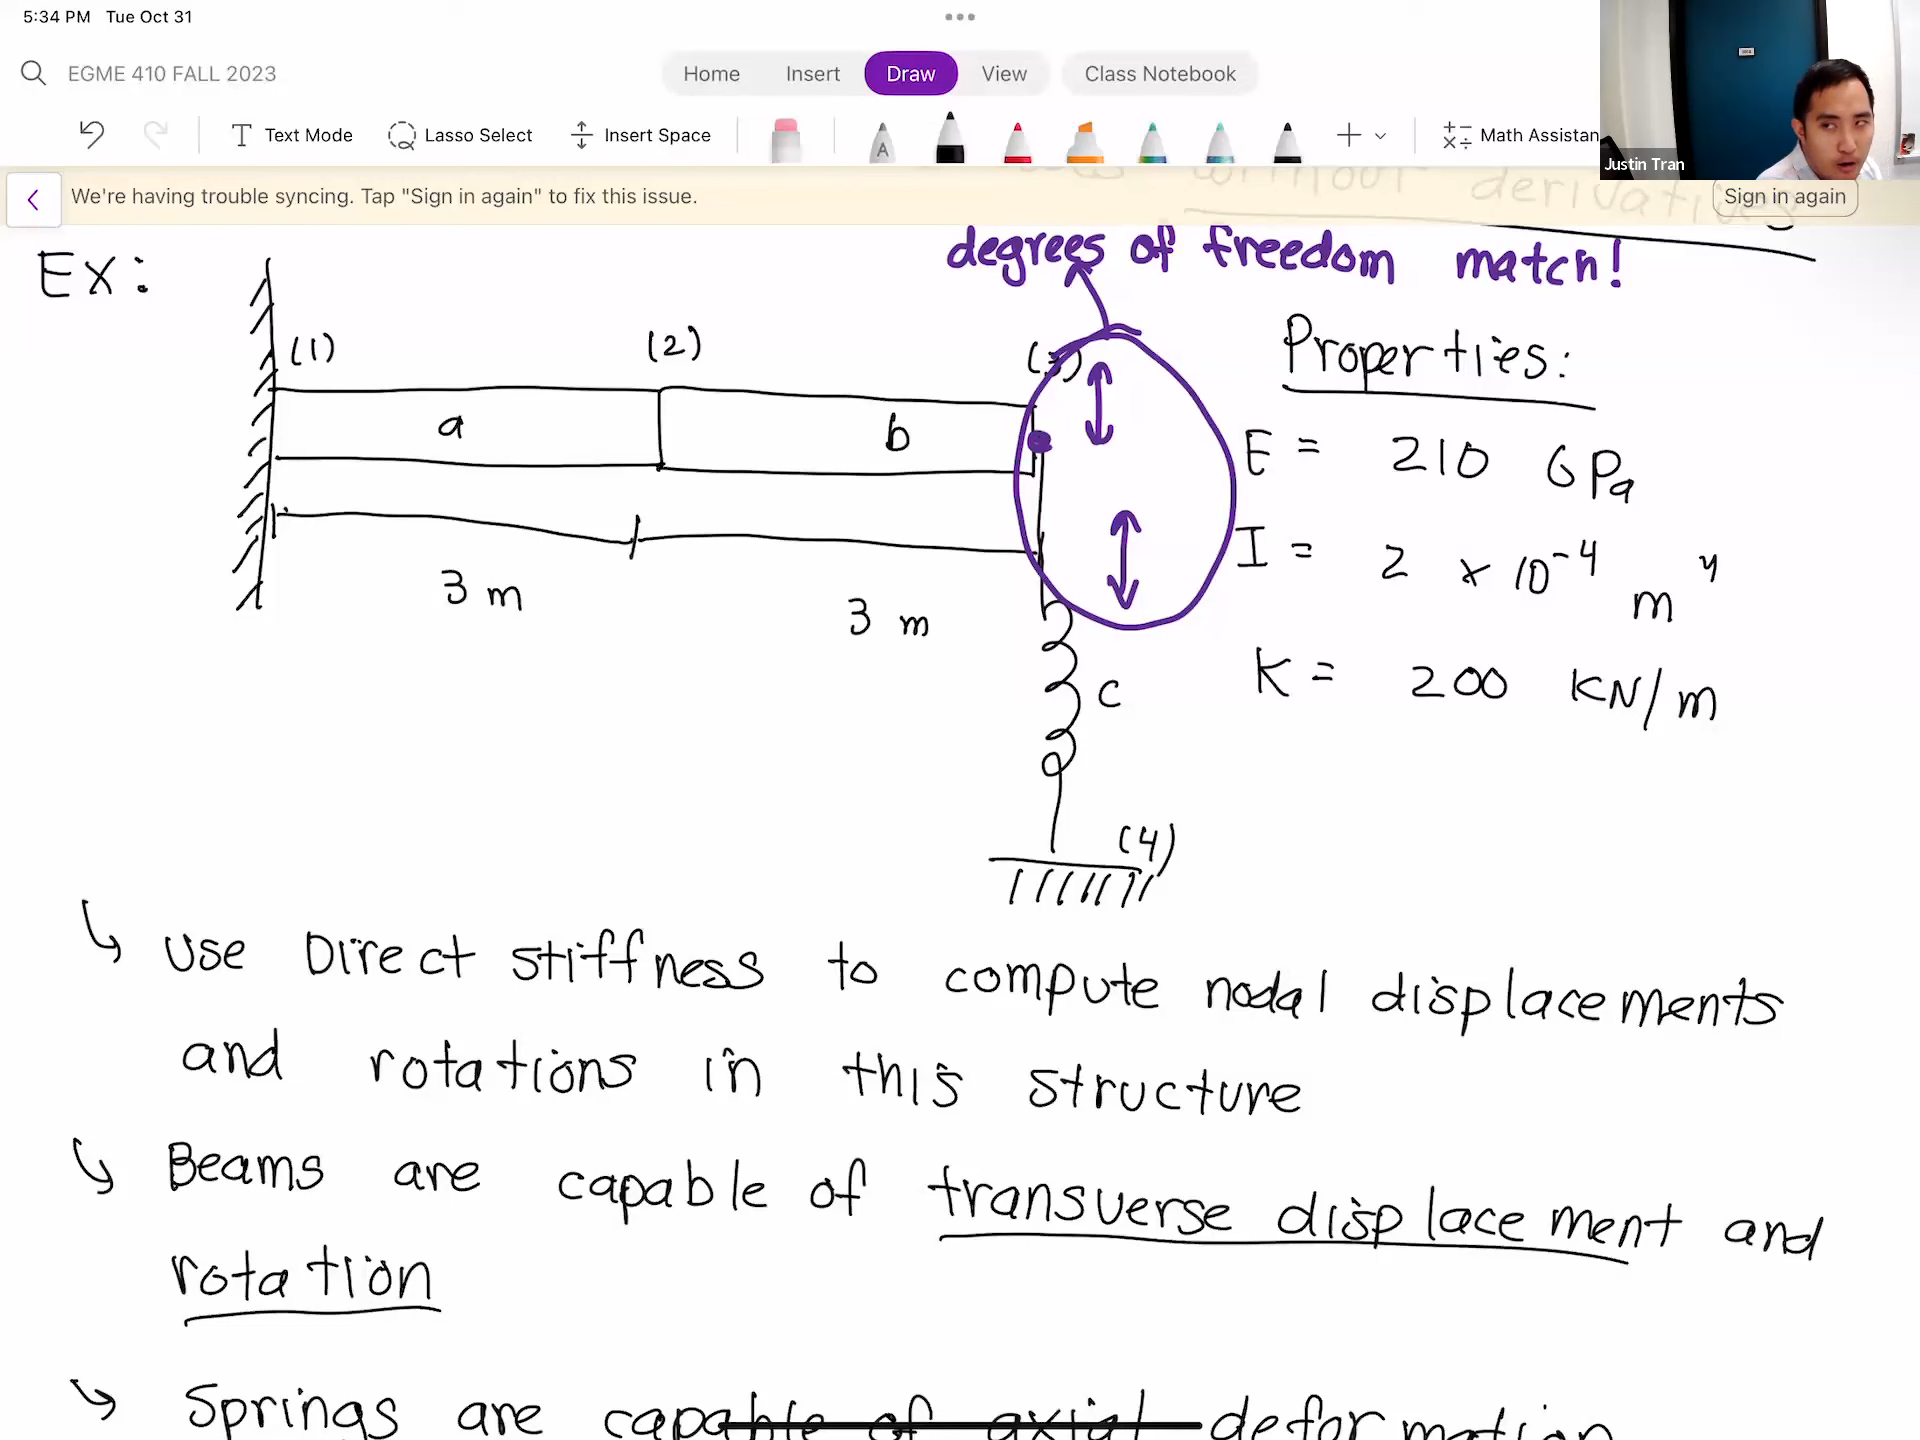 5:34 PM Tue Oct 31
EGME 410 FALL 2023
Home Insert Draw View Class Notebook
Text Mode Lasso Select Insert Space Math Assistan
Justin Tran
We're having trouble syncing. Tap "Sign in again" to fix this issue.
Sign in again
without derivatives
degrees of freedom match!
Ex:
(1) (2) (3)
Properties:
a b
E = 210 GPa
I = 2 x 10-4 m4
3 m 3 m
K = 200 KN/m
c
(4)
↳ Use Direct stiffness to compute nodal displacements
and rotations in this structure
↳ Beams are capable of transverse displacement and
rotation
↳ Springs are capable of axial deformation